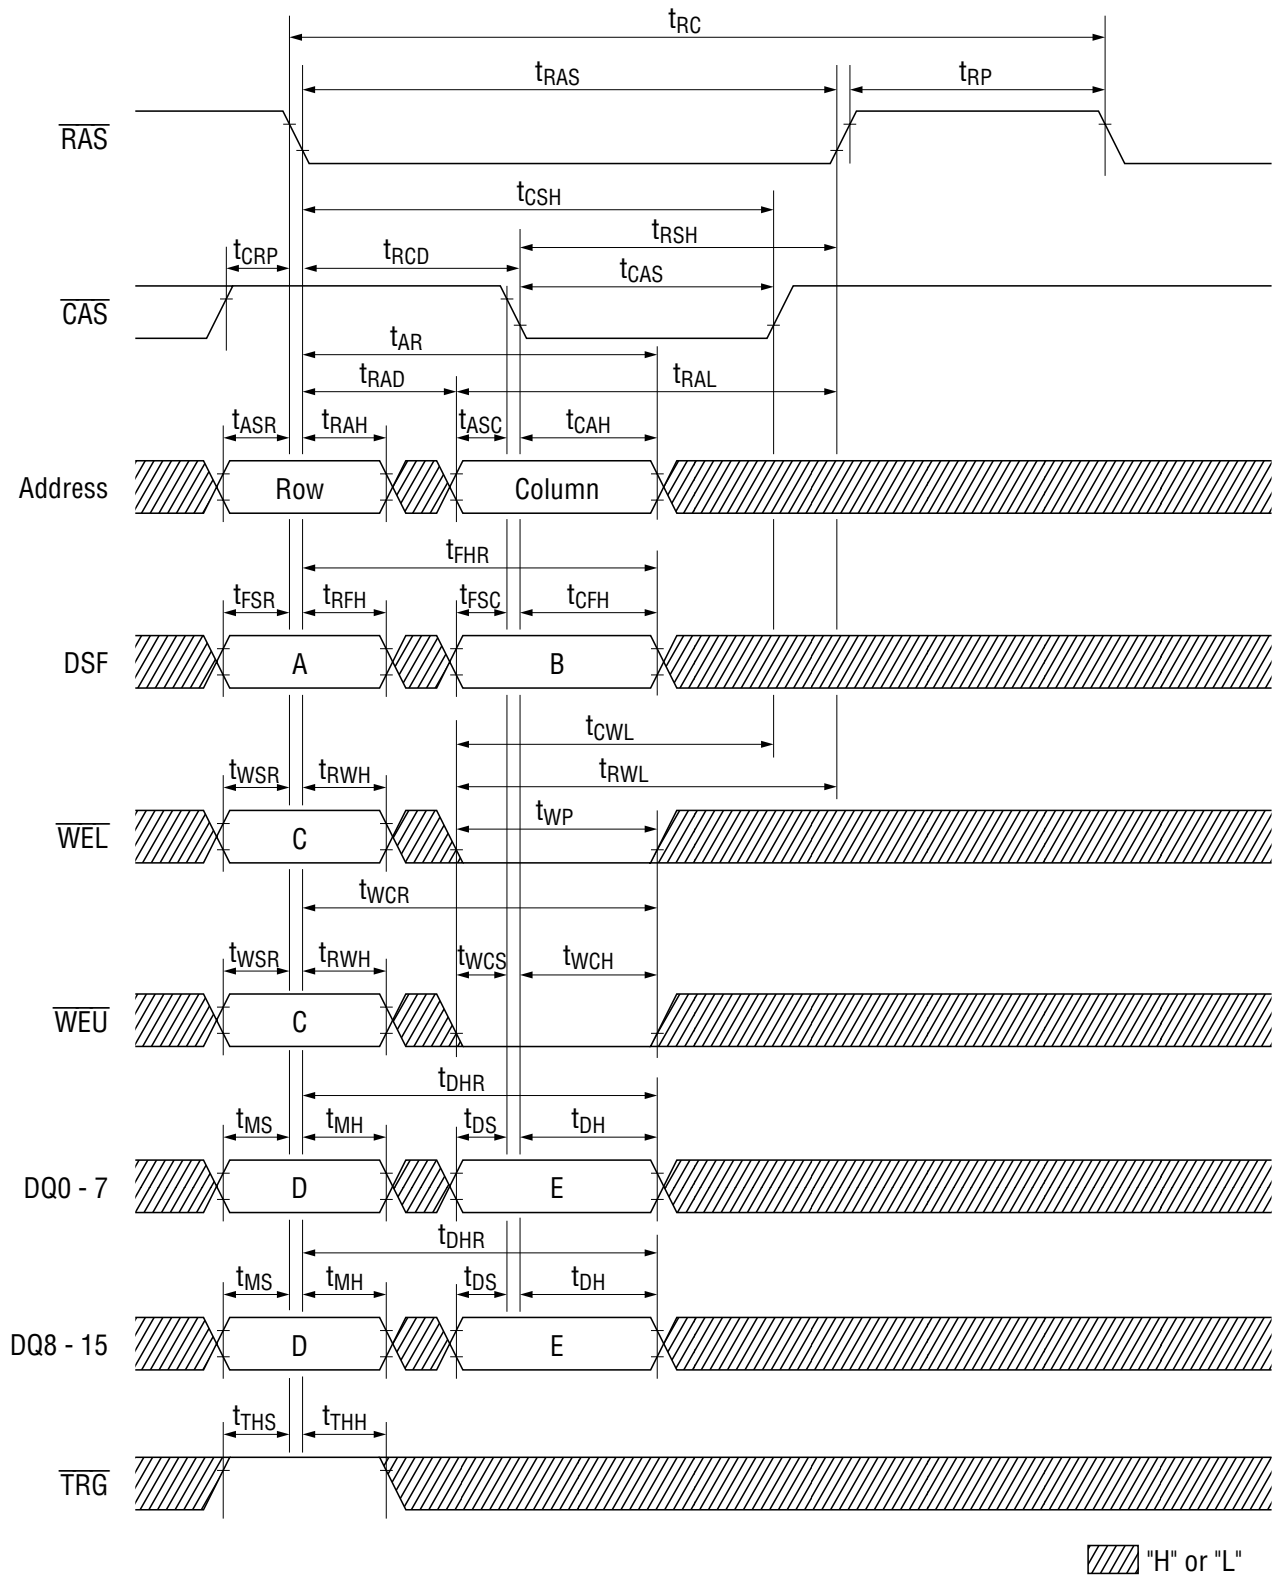 tRC
tRAS tRP
RAS
tCSH
tRSH
tCRP tRCD
tCAS
CAS
tAR
tRAD tRAL
tASR tRAH tASC tCAH
Address Row Column
tFHR
tFSR tRFH tFSC tCFH
DSF A B
tCWL
tWSR tRWH tRWL
tWP
WEL C
tWCR
tWSR tRWH tWCS tWCH
WEU C
tDHR
tMS tMH tDS tDH
DQ0 - 7 D E
tDHR
tMS tMH tDS tDH
DQ8 - 15 D E
tTHS tTHH
TRG
"H" or "L"